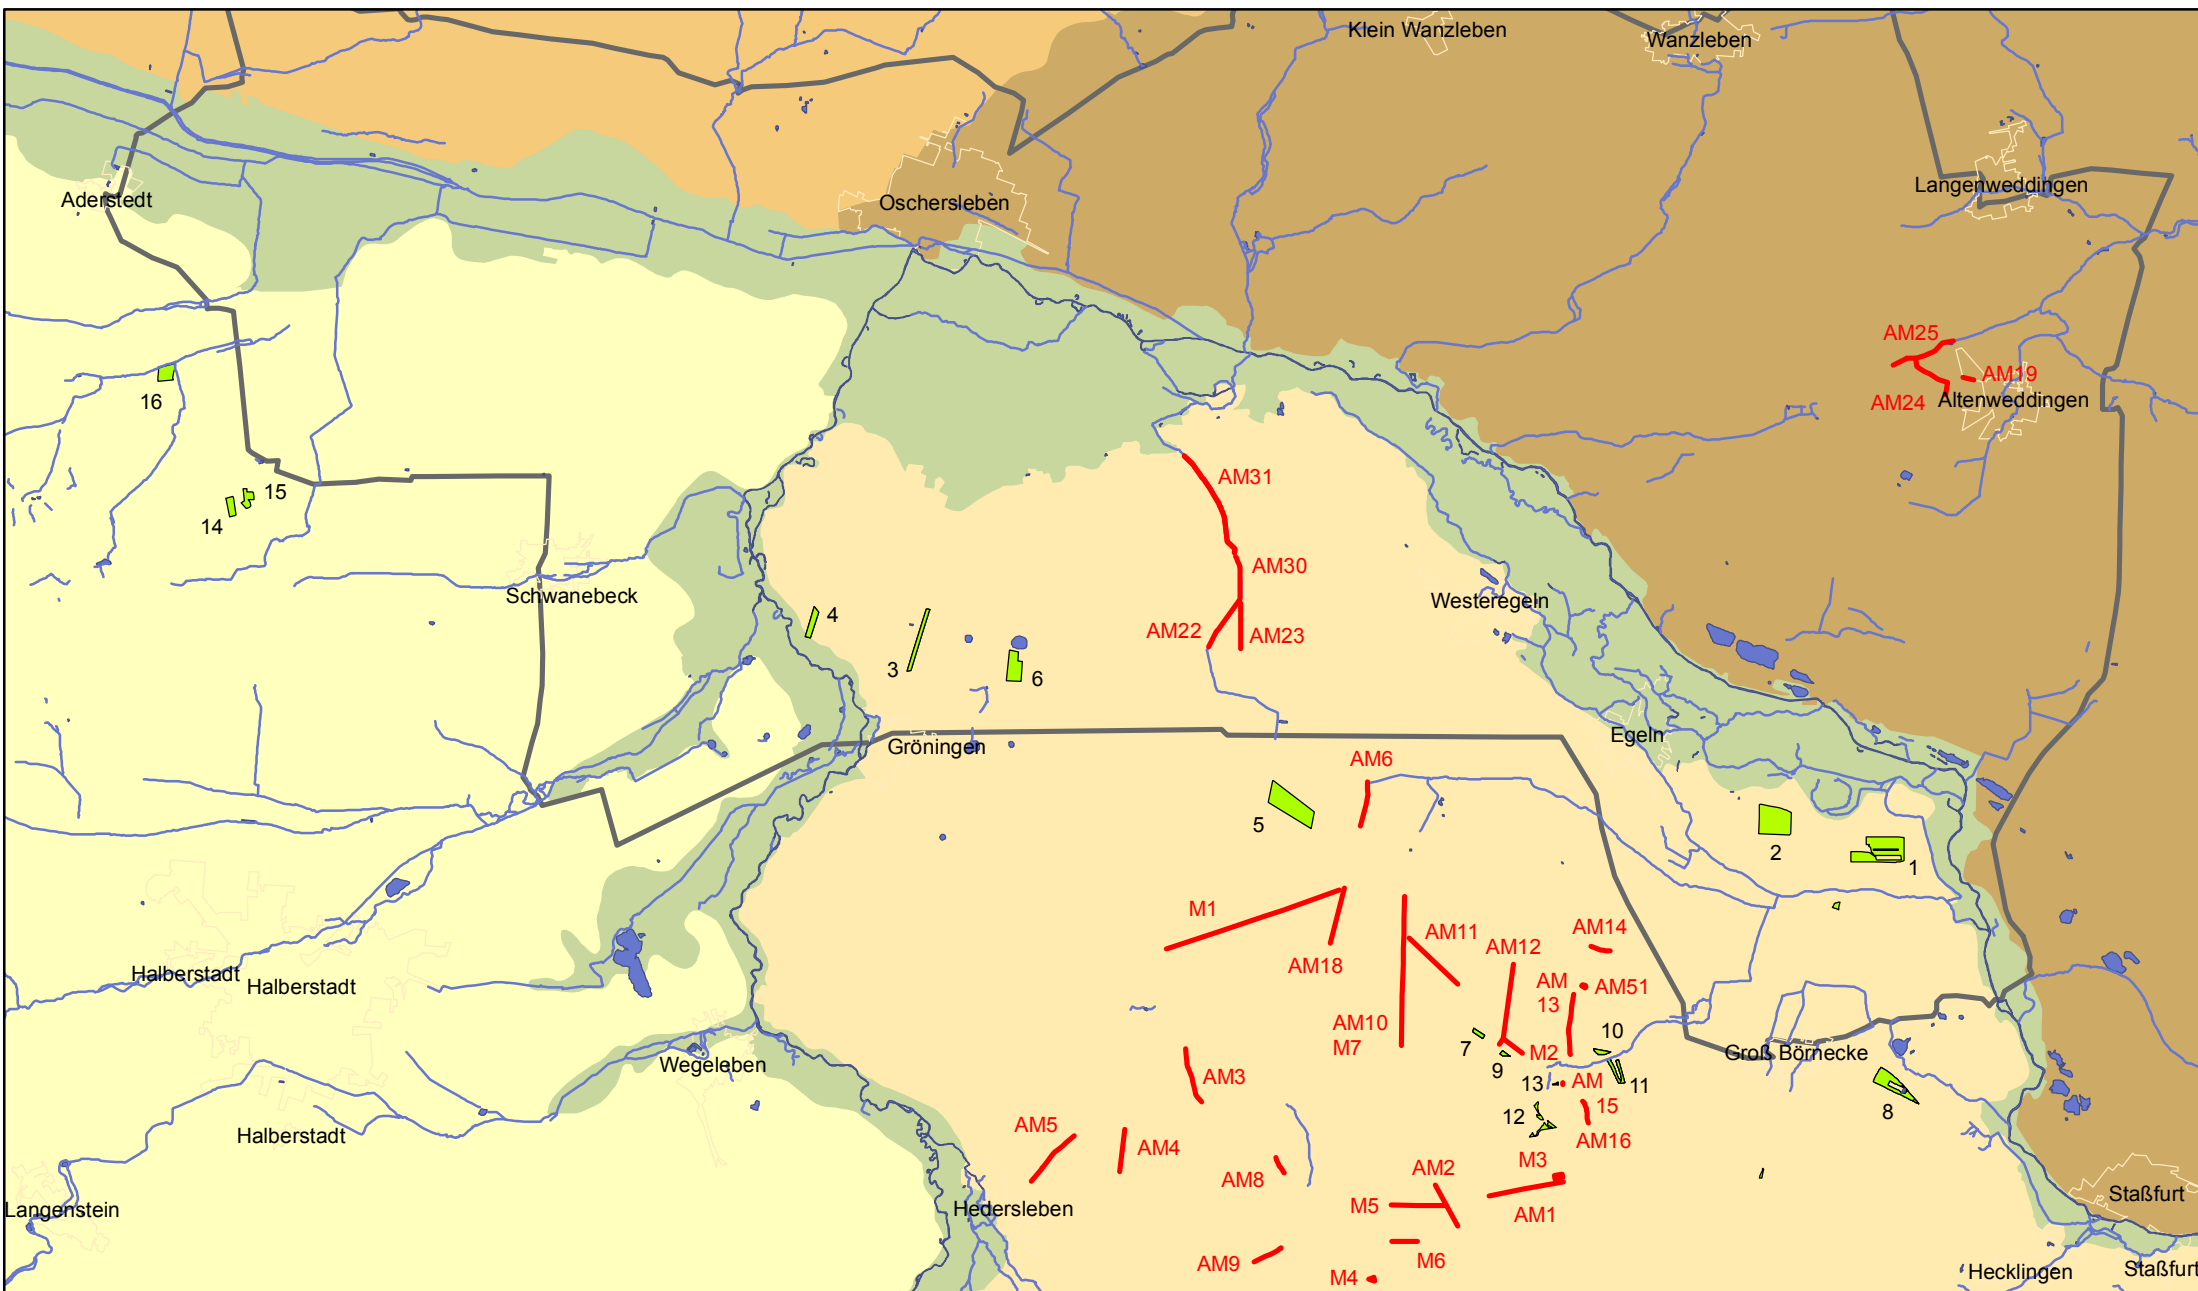 Klein Wanzleben
Wanzleben
Langenweddingen
Aderstedt
Oschersleben
AM25
AM19
AM24
Altenweddingen
16
15
14
AM31
AM30
Schwanebeck
Westeregeln
4
AM22
AM23
3
6
Gröningen
Egeln
AM6
5
2
1
M1
AM14
AM11
AM12
AM18
Halberstadt
Halberstadt
AM
13
AM51
AM10
M7
10
7
M2
Groß Börnecke
9
Wegeleben
AM3
13
AM
15
11
8
12
AM5
Halberstadt
AM4
AM16
M3
AM2
AM8
Staßfurt
M5
Langenstein
Hedersleben
AM1
AM9
M6
M4
Hecklingen
Staßfurt